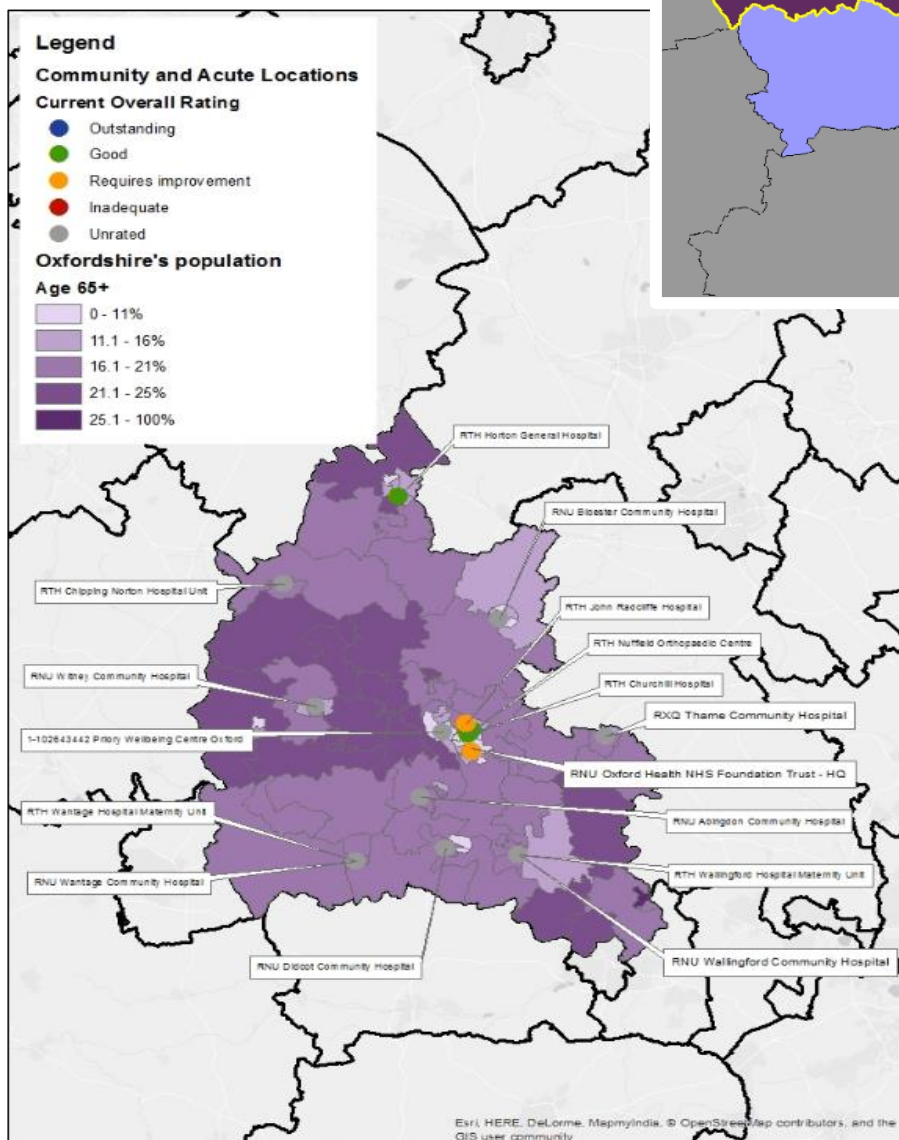 Legend
Community and Acute Locations
Current Overall Rating
Outstanding
Good
Requires improvement
Inadequate
Unrated
Oxfordshire's population
Age 65+
0 - 11%
11.1 - 16%
16.1 - 21%
21.1 - 25%
25.1 - 100%
RTH Horton General Hospital
RNU Bicester Community Hospital
RTH Chipping Norton Hospital Unit
RTH John Radcliffe Hospital
RTH Nuffield Orthopaedic Centre
RNU Witney Community Hospital
RTH Churchill Hospital
RXQ Thame Community Hospital
1-102643442 Priory Wellbeing Centre Oxford
RNU Oxford Health NHS Foundation Trust - HQ
RTH Wantage Hospital Maternity Unit
RNU Abingdon Community Hospital
RTH Wallingford Hospital Maternity Unit
RNU Wantage Community Hospital
RNU Wallingford Community Hospital
RNU Didcot Community Hospital
Esri, HERE, DeLorme, MapmyIndia, © OpenStreetMap contributors, and the
GIS user community